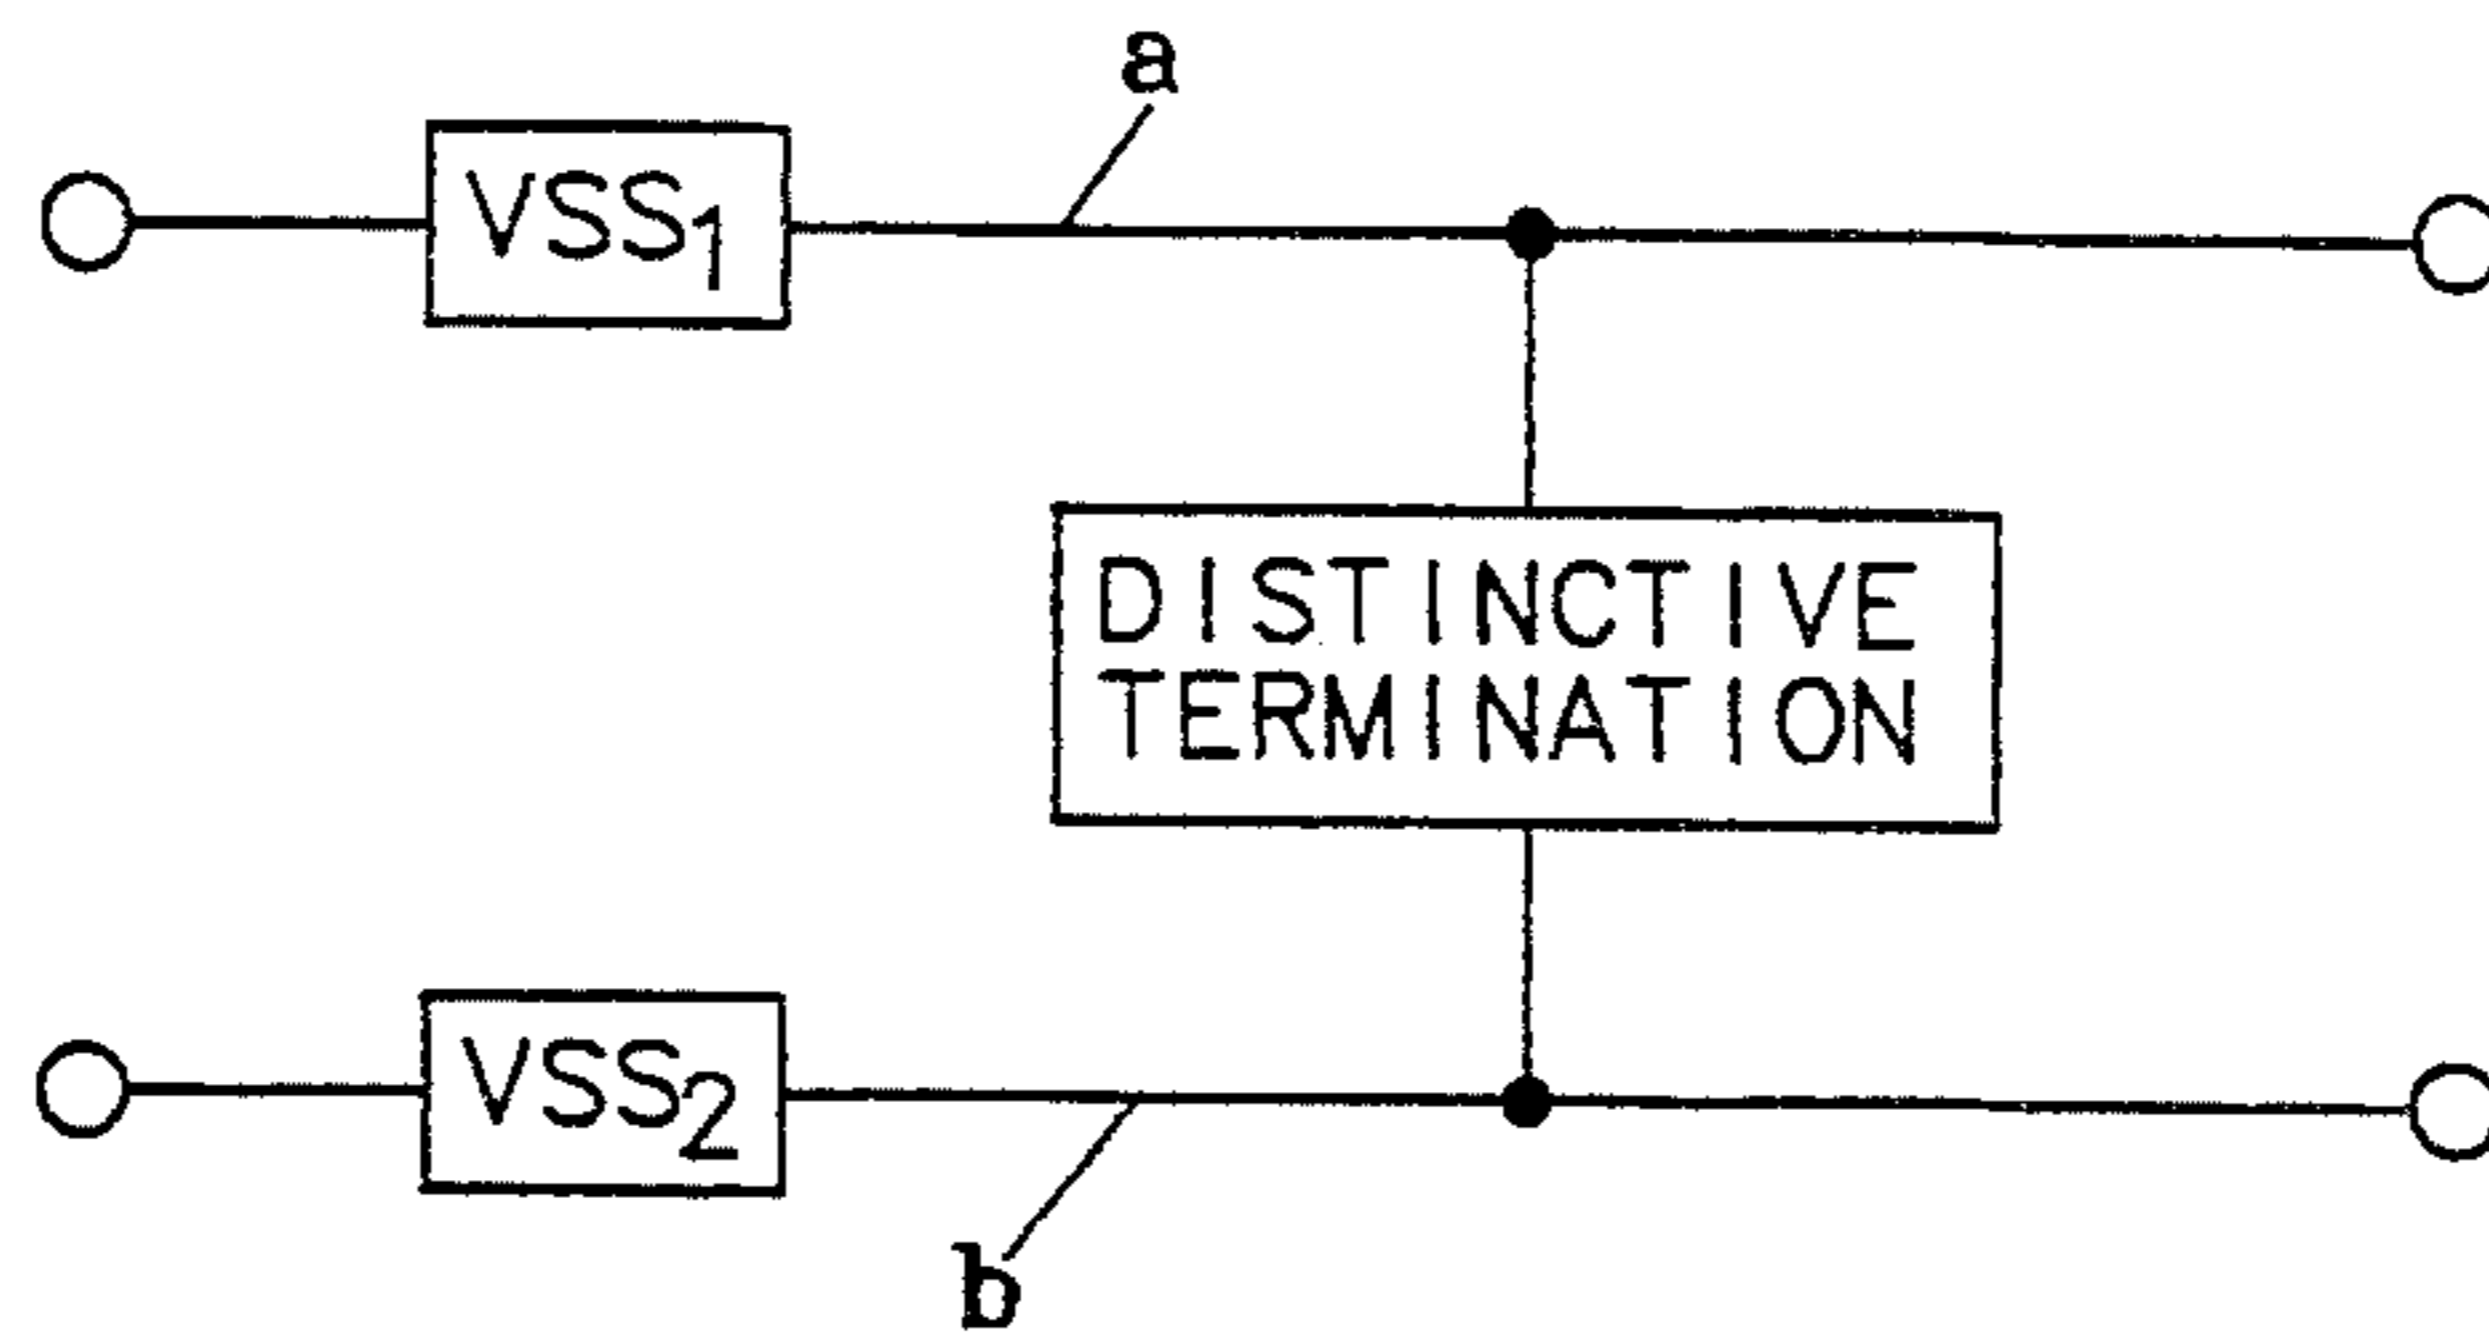 a
VSS₁
DISTINCTIVE
TERMINATION
VSS₂
b